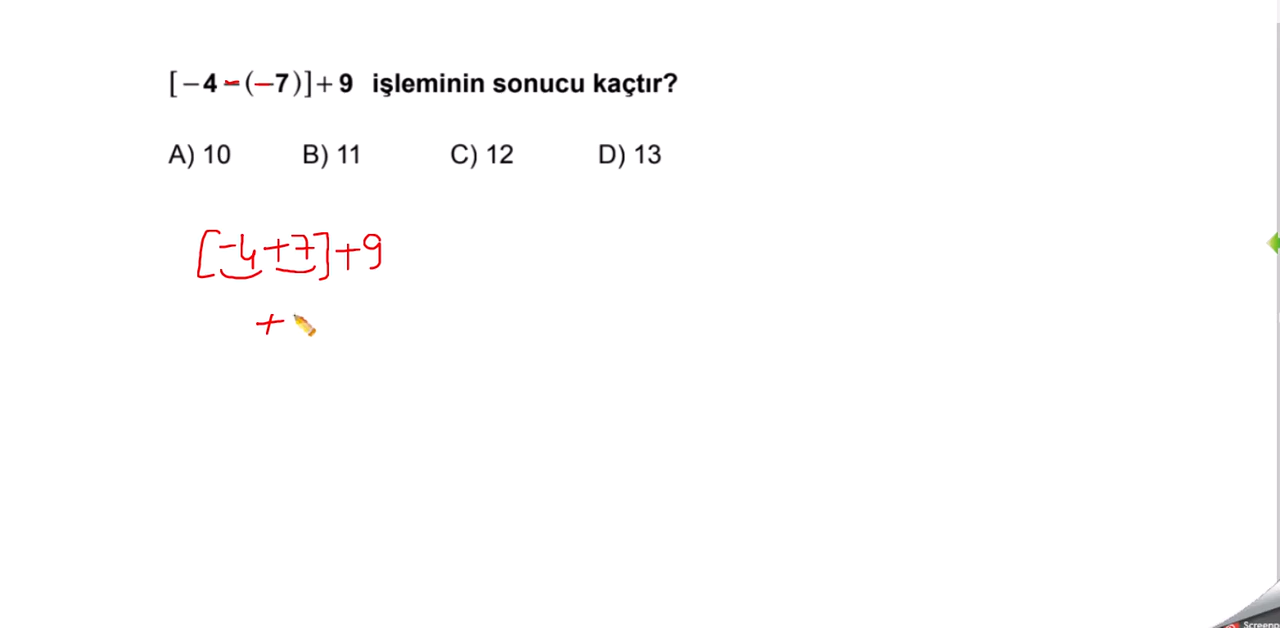 [−4−(−7)]+9 işleminin sonucu kaçtır?
A) 10 B) 11 C) 12 D) 13
[-4+7]+9
+